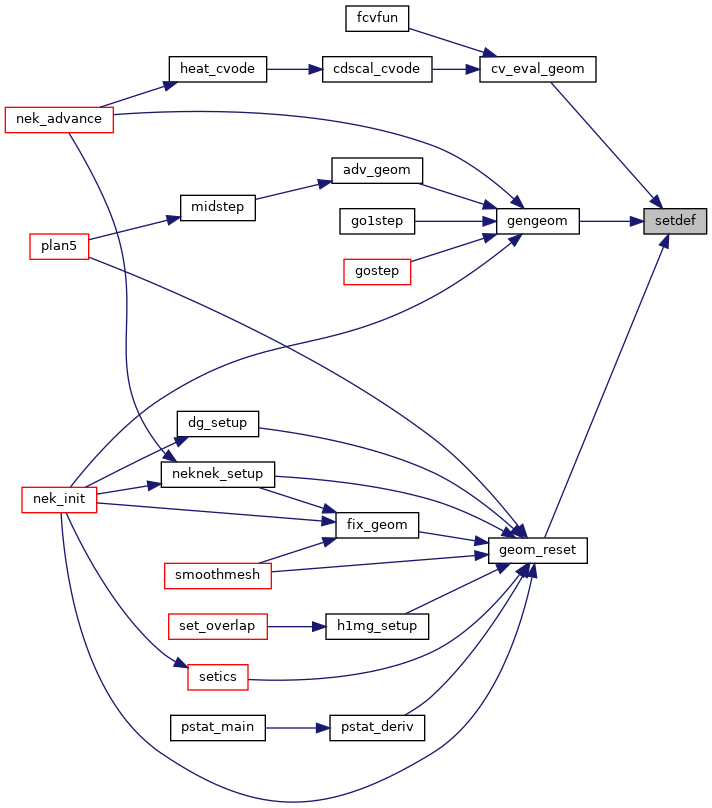 fcvfun
heat_cvode
cdscal_cvode
cv_eval_geom
nek_advance
adv_geom
midstep
go1step
gengeom
setdef
plan5
gostep
dg_setup
neknek_setup
nek_init
fix_geom
geom_reset
smoothmesh
set_overlap
h1mg_setup
setics
pstat_main
pstat_deriv